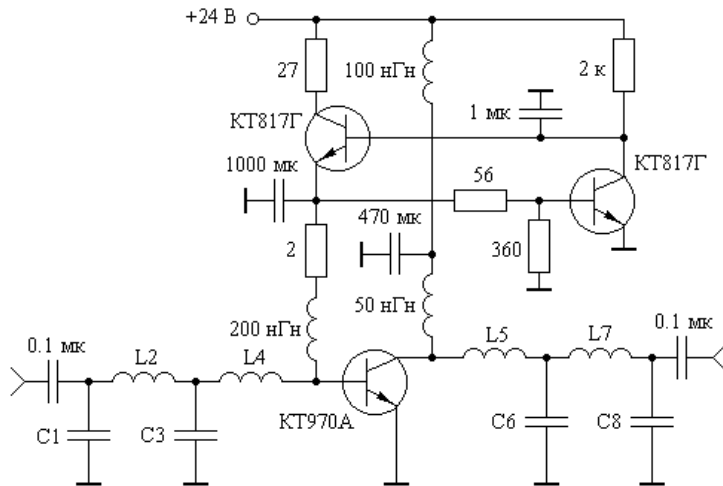 +24 В
27
100 нГн
2 к
КТ817Г
1 мк
КТ817Г
1000 мк
56
470 мк
2
360
200 нГн
50 нГн
0.1 мк
L2
L4
L5
L7
0.1 мк
C1
C3
КТ970А
C6
C8